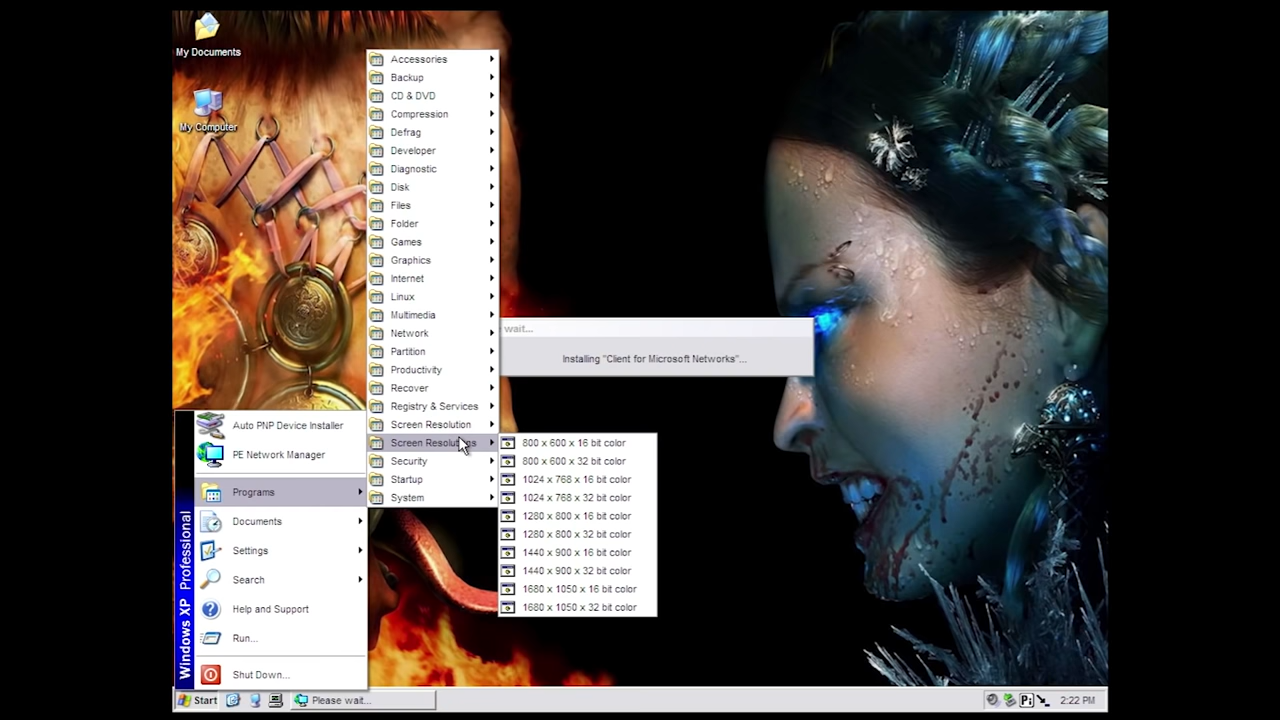 My Documents
My Computer
Accessories
Backup
CD & DVD
Compression
Defrag
Developer
Diagnostic
Disk
Files
Folder
Games
Graphics
Internet
Linux
Multimedia
Network
Partition
Productivity
Recover
Registry & Services
Screen Resolution
Screen Resolutions
Security
Startup
System
wait...
Installing "Client for Microsoft Networks"...
800 x 600 x 16 bit color
800 x 600 x 32 bit color
1024 x 768 x 16 bit color
1024 x 768 x 32 bit color
1280 x 800 x 16 bit color
1280 x 800 x 32 bit color
1440 x 900 x 16 bit color
1440 x 900 x 32 bit color
1680 x 1050 x 16 bit color
1680 x 1050 x 32 bit color
Auto PNP Device Installer
PE Network Manager
Programs
Documents
Settings
Search
Help and Support
Run...
Shut Down...
Windows XP Professional
Start
Please wait...
Pi
2:22 PM